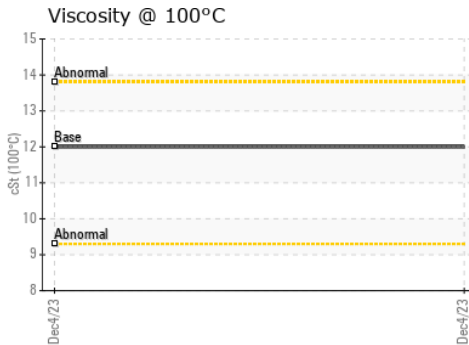 Viscosity @ 100°C
15
14
13
12
11
10
9
8
cSt (100°C)
Abnormal
Base
Abnormal
Dec4/23
Dec4/23